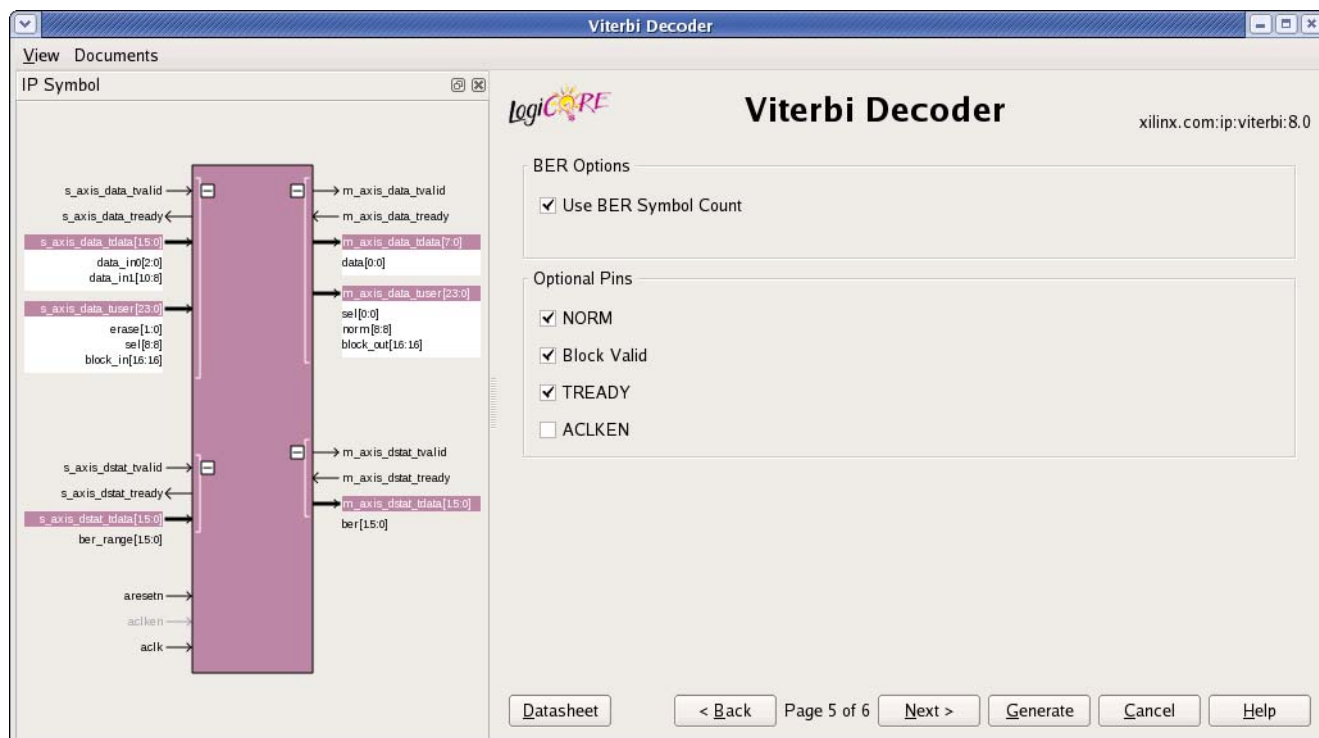 Viterbi Decoder
View Documents
IP Symbol
s_axis_data_tvalid
s_axis_data_tready
s_axis_data_tdata[15:0]
data_in0[2:0]
data_in1[10:8]
s_axis_data_tuser[23:0]
erase[1:0]
sel[8:8]
block_in[16:16]
s_axis_dstat_tvalid
s_axis_dstat_tready
s_axis_dstat_tdata[15:0]
ber_range[15:0]
aresetn
aclken
aclk
m_axis_data_tvalid
m_axis_data_tready
m_axis_data_tdata[7:0]
data[0:0]
m_axis_data_tuser[23:0]
sel[0:0]
norm[8:8]
block_out[16:16]
m_axis_dstat_tvalid
m_axis_dstat_tready
m_axis_dstat_tdata[15:0]
ber[15:0]
LogiCORE
Viterbi Decoder
xilinx.com:ip:viterbi:8.0
BER Options
Use BER Symbol Count
Optional Pins
NORM
Block Valid
TREADY
ACLKEN
Datasheet < Back Page 5 of 6 Next > Generate Cancel Help